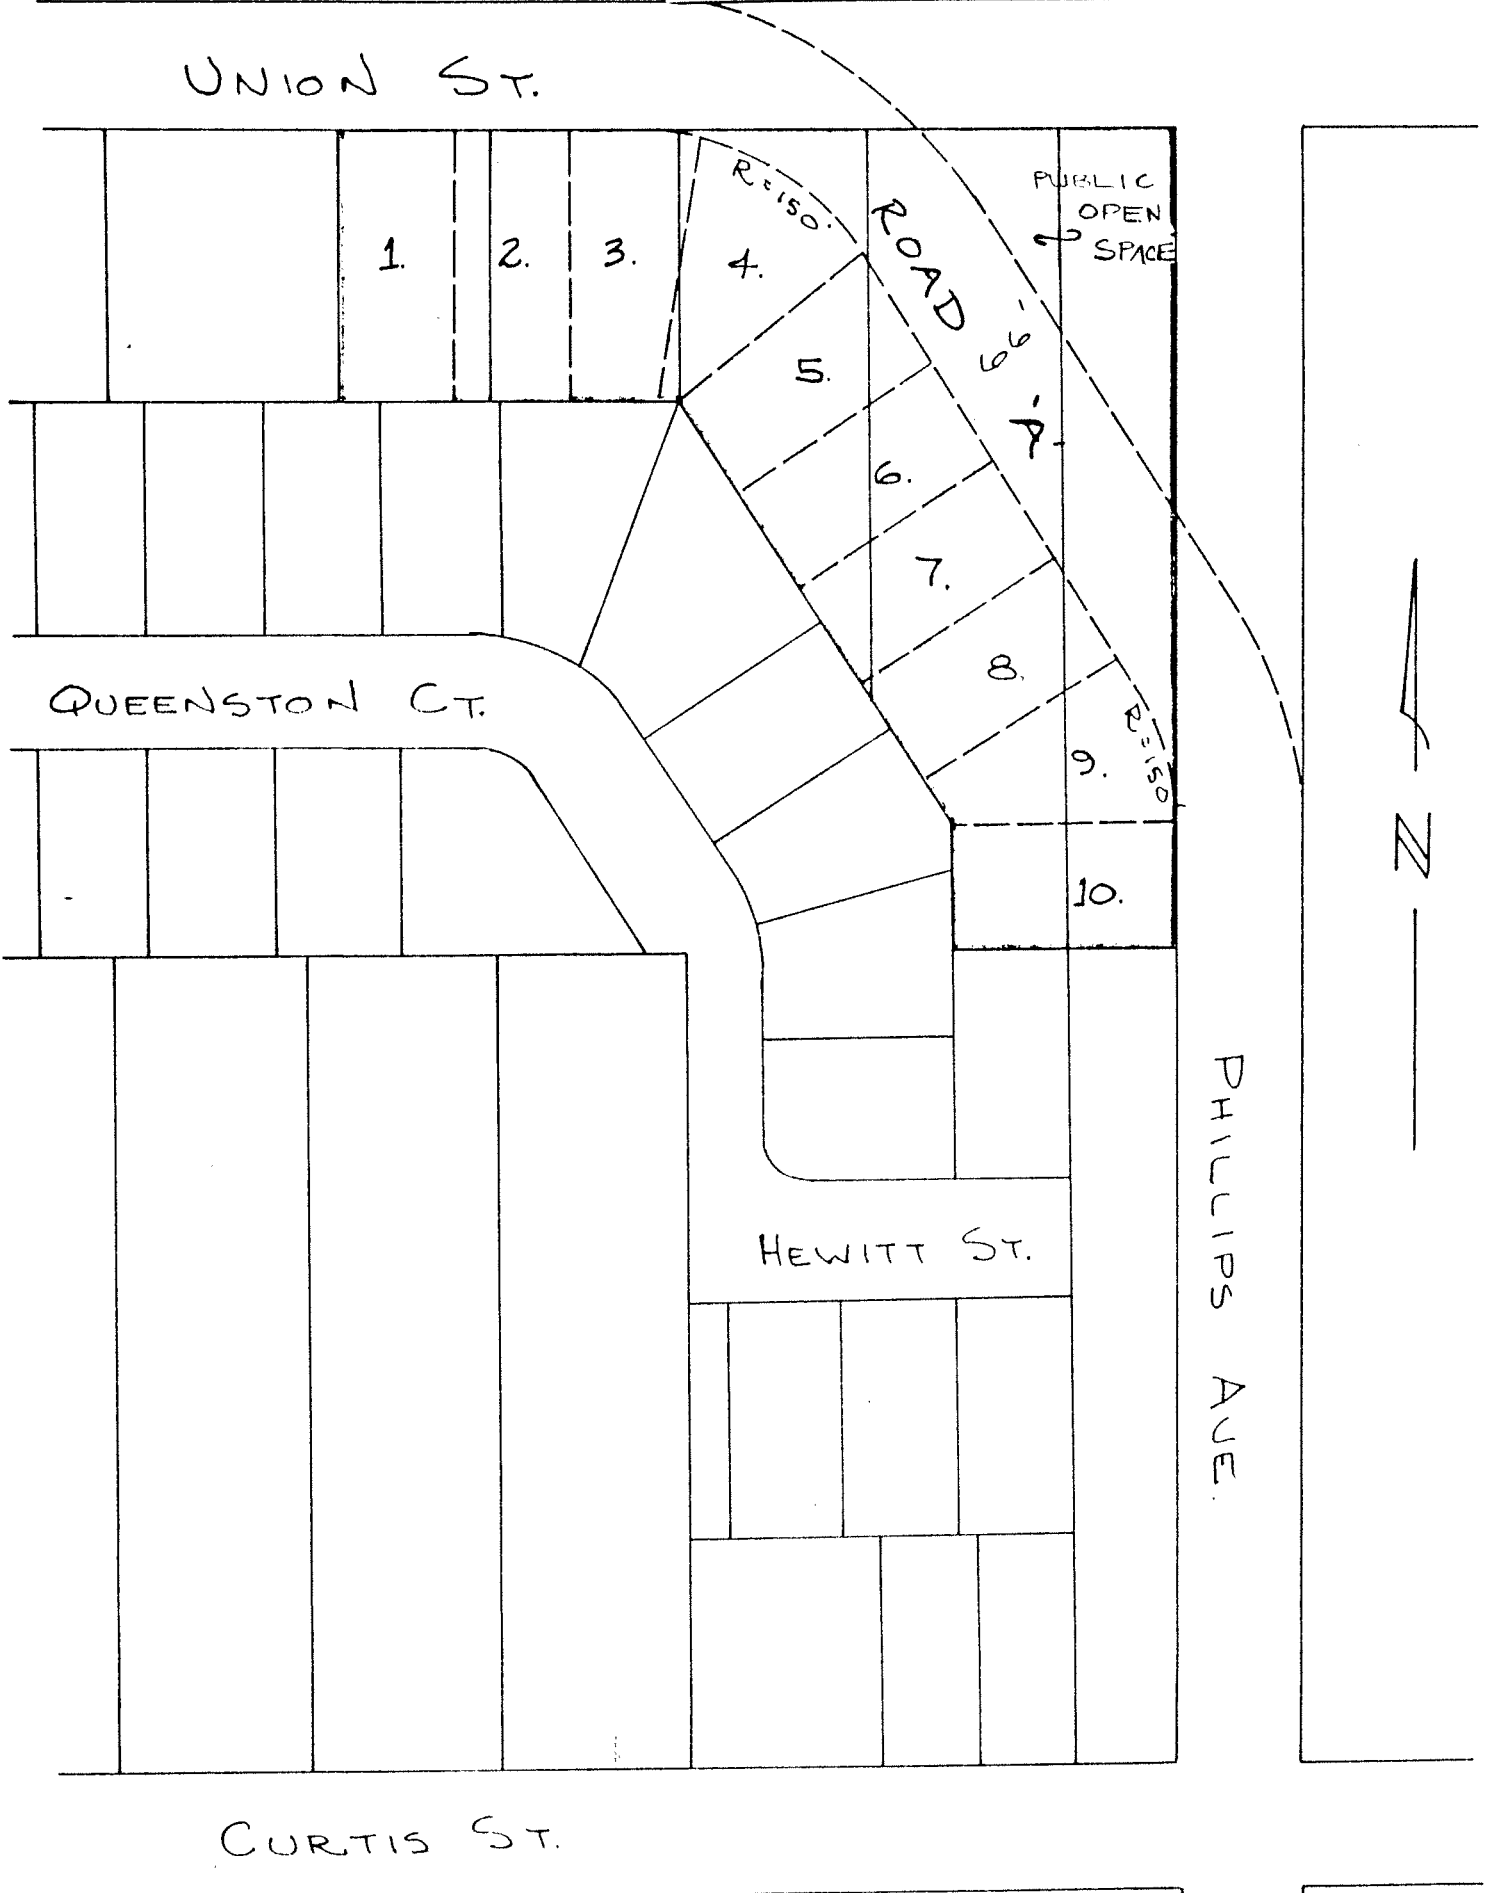 UNION ST.
PUBLIC
OPEN
SPACE
R=150'
ROAD
66'
1.
2.
3.
4.
5.
6.
7.
8.
9.
10.
R=150
QUEENSTON CT.
N
HEWITT ST.
PHILLIPS AVE.
CURTIS ST.